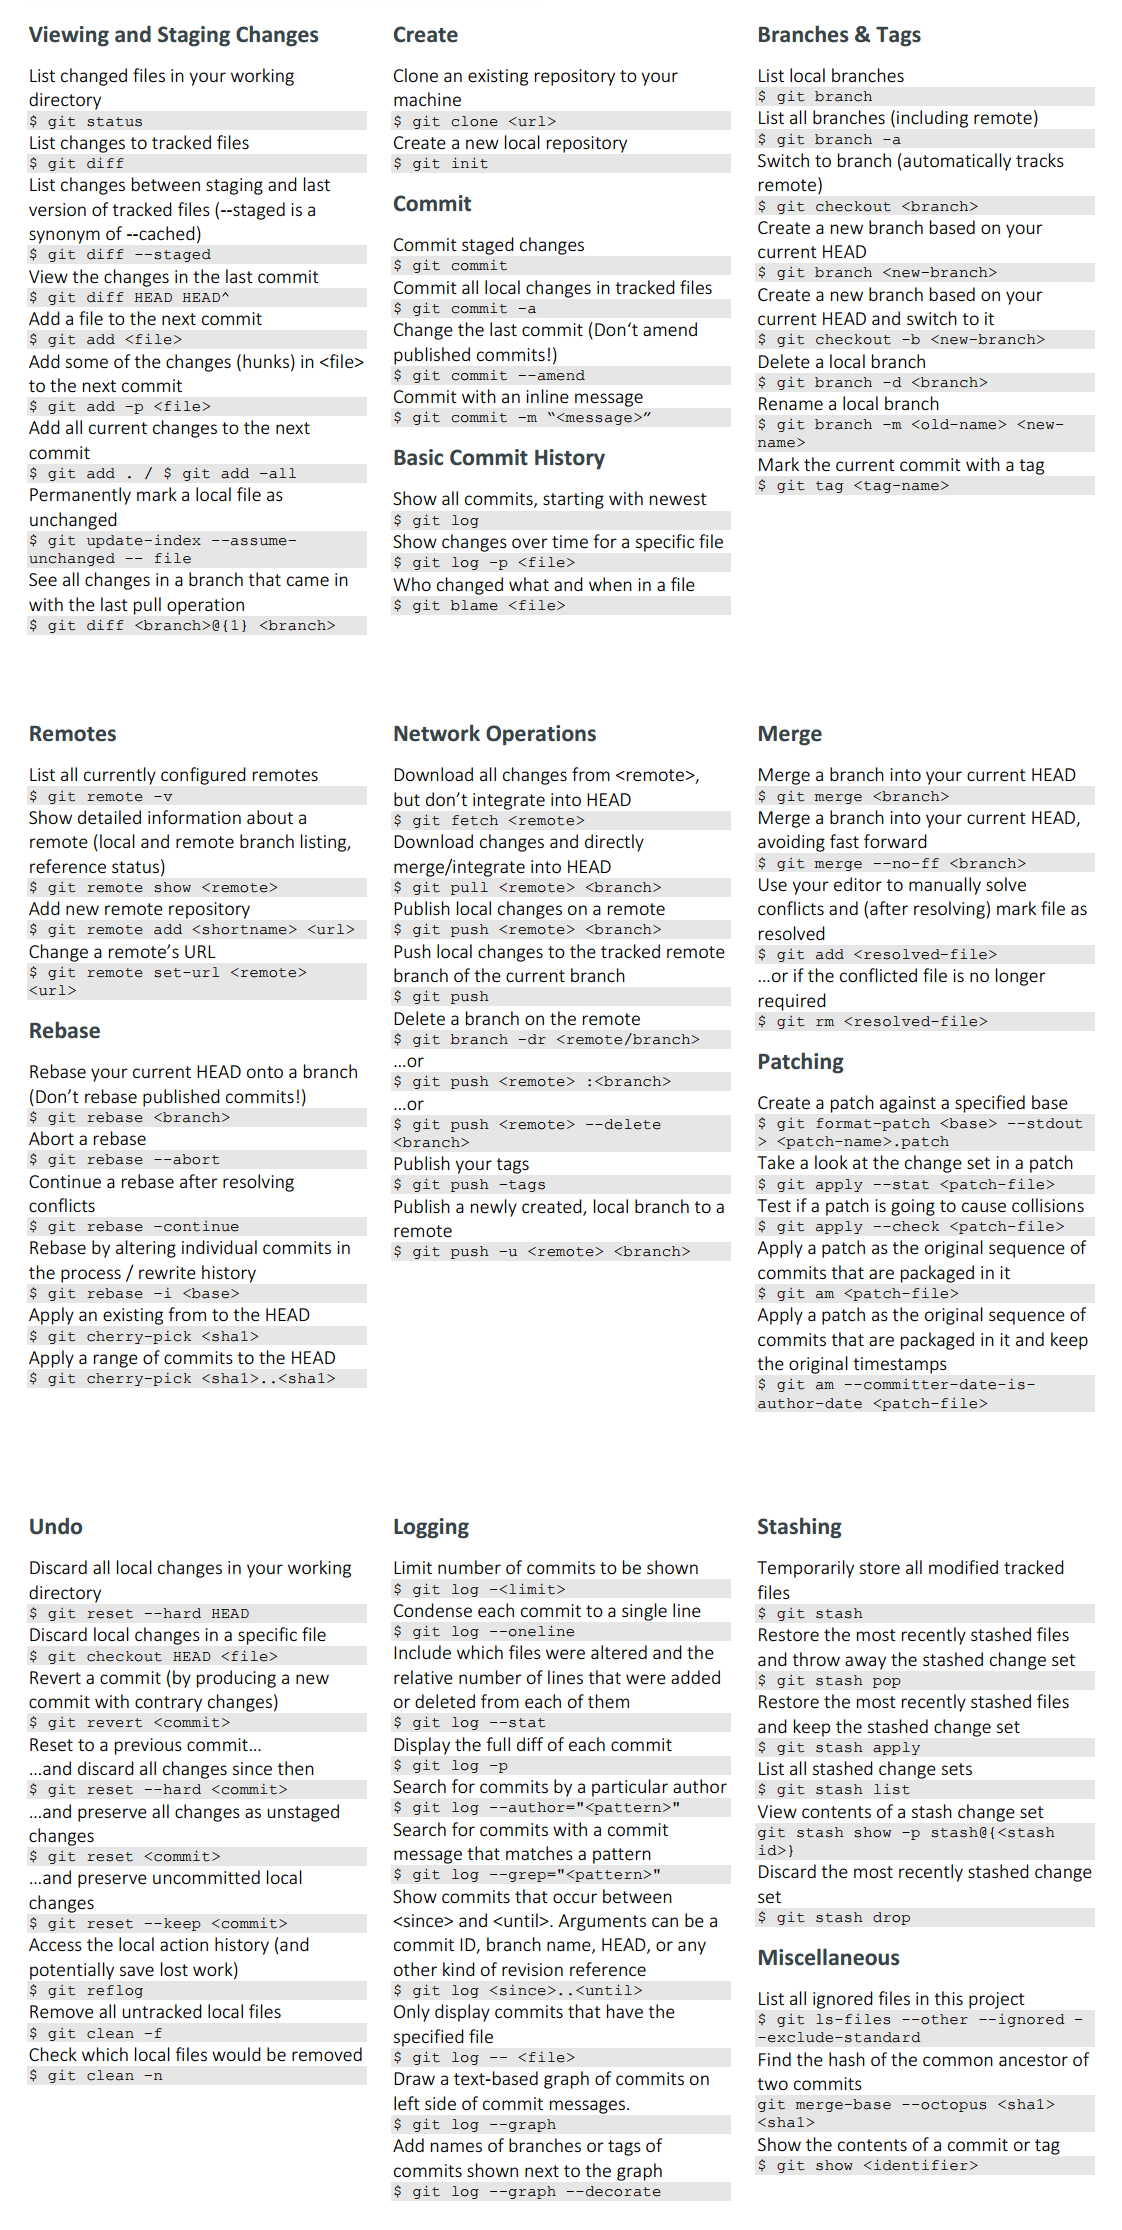 Viewing and Staging Changes
List changed files in your working
directory
$ git status
List changes to tracked files
$ git diff
List changes between staging and last
version of tracked files (--staged is a
synonym of --cached)
$ git diff --staged
View the changes in the last commit
$ git diff HEAD HEAD^
Add a file to the next commit
$ git add <file>
Add some of the changes (hunks) in <file>
to the next commit
$ git add -p <file>
Add all current changes to the next
commit
$ git add . / $ git add –all
Permanently mark a local file as
unchanged
$ git update-index --assume-
unchanged -- file
See all changes in a branch that came in
with the last pull operation
$ git diff <branch>@{1} <branch>
Create
Clone an existing repository to your
machine
$ git clone <url>
Create a new local repository
$ git init
Commit
Commit staged changes
$ git commit
Commit all local changes in tracked files
$ git commit -a
Change the last commit (Don‘t amend
published commits!)
$ git commit --amend
Commit with an inline message
$ git commit -m “<message>”
Basic Commit History
Show all commits, starting with newest
$ git log
Show changes over time for a specific file
$ git log -p <file>
Who changed what and when in a file
$ git blame <file>
Branches & Tags
List local branches
$ git branch
List all branches (including remote)
$ git branch -a
Switch to branch (automatically tracks
remote)
$ git checkout <branch>
Create a new branch based on your
current HEAD
$ git branch <new-branch>
Create a new branch based on your
current HEAD and switch to it
$ git checkout -b <new-branch>
Delete a local branch
$ git branch -d <branch>
Rename a local branch
$ git branch -m <old-name> <new-
name>
Mark the current commit with a tag
$ git tag <tag-name>
Remotes
List all currently configured remotes
$ git remote -v
Show detailed information about a
remote (local and remote branch listing,
reference status)
$ git remote show <remote>
Add new remote repository
$ git remote add <shortname> <url>
Change a remote’s URL
$ git remote set-url <remote>
<url>
Rebase
Rebase your current HEAD onto a branch
(Don’t rebase published commits!)
$ git rebase <branch>
Abort a rebase
$ git rebase --abort
Continue a rebase after resolving
conflicts
$ git rebase –continue
Rebase by altering individual commits in
the process / rewrite history
$ git rebase -i <base>
Apply an existing from to the HEAD
$ git cherry-pick <sha1>
Apply a range of commits to the HEAD
$ git cherry-pick <sha1>..<sha1>
Network Operations
Download all changes from <remote>,
but don’t integrate into HEAD
$ git fetch <remote>
Download changes and directly
merge/integrate into HEAD
$ git pull <remote> <branch>
Publish local changes on a remote
$ git push <remote> <branch>
Push local changes to the tracked remote
branch of the current branch
$ git push
Delete a branch on the remote
$ git branch -dr <remote/branch>
…or
$ git push <remote> :<branch>
…or
$ git push <remote> --delete
<branch>
Publish your tags
$ git push –tags
Publish a newly created, local branch to a
remote
$ git push -u <remote> <branch>
Merge
Merge a branch into your current HEAD
$ git merge <branch>
Merge a branch into your current HEAD,
avoiding fast forward
$ git merge --no-ff <branch>
Use your editor to manually solve
conflicts and (after resolving) mark file as
resolved
$ git add <resolved-file>
…or if the conflicted file is no longer
required
$ git rm <resolved-file>
Patching
Create a patch against a specified base
$ git format-patch <base> --stdout
> <patch-name>.patch
Take a look at the change set in a patch
$ git apply --stat <patch-file>
Test if a patch is going to cause collisions
$ git apply --check <patch-file>
Apply a patch as the original sequence of
commits that are packaged in it
$ git am <patch-file>
Apply a patch as the original sequence of
commits that are packaged in it and keep
the original timestamps
$ git am --committer-date-is-
author-date <patch-file>
Undo
Discard all local changes in your working
directory
$ git reset --hard HEAD
Discard local changes in a specific file
$ git checkout HEAD <file>
Revert a commit (by producing a new
commit with contrary changes)
$ git revert <commit>
Reset to a previous commit…
…and discard all changes since then
$ git reset --hard <commit>
…and preserve all changes as unstaged
changes
$ git reset <commit>
…and preserve uncommitted local
changes
$ git reset --keep <commit>
Access the local action history (and
potentially save lost work)
$ git reflog
Remove all untracked local files
$ git clean -f
Check which local files would be removed
$ git clean -n
Logging
Limit number of commits to be shown
$ git log -<limit>
Condense each commit to a single line
$ git log --oneline
Include which files were altered and the
relative number of lines that were added
or deleted from each of them
$ git log --stat
Display the full diff of each commit
$ git log -p
Search for commits by a particular author
$ git log --author="<pattern>"
Search for commits with a commit
message that matches a pattern
$ git log --grep="<pattern>"
Show commits that occur between
<since> and <until>. Arguments can be a
commit ID, branch name, HEAD, or any
other kind of revision reference
$ git log <since>..<until>
Only display commits that have the
specified file
$ git log -- <file>
Draw a text-based graph of commits on
left side of commit messages.
$ git log --graph
Add names of branches or tags of
commits shown next to the graph
$ git log --graph --decorate
Stashing
Temporarily store all modified tracked
files
$ git stash
Restore the most recently stashed files
and throw away the stashed change set
$ git stash pop
Restore the most recently stashed files
and keep the stashed change set
$ git stash apply
List all stashed change sets
$ git stash list
View contents of a stash change set
git stash show -p stash@{<stash
id>}
Discard the most recently stashed change
set
$ git stash drop
Miscellaneous
List all ignored files in this project
$ git ls-files --other --ignored -
-exclude-standard
Find the hash of the common ancestor of
two commits
git merge-base --octopus <sha1>
<sha1>
Show the contents of a commit or tag
$ git show <identifier>